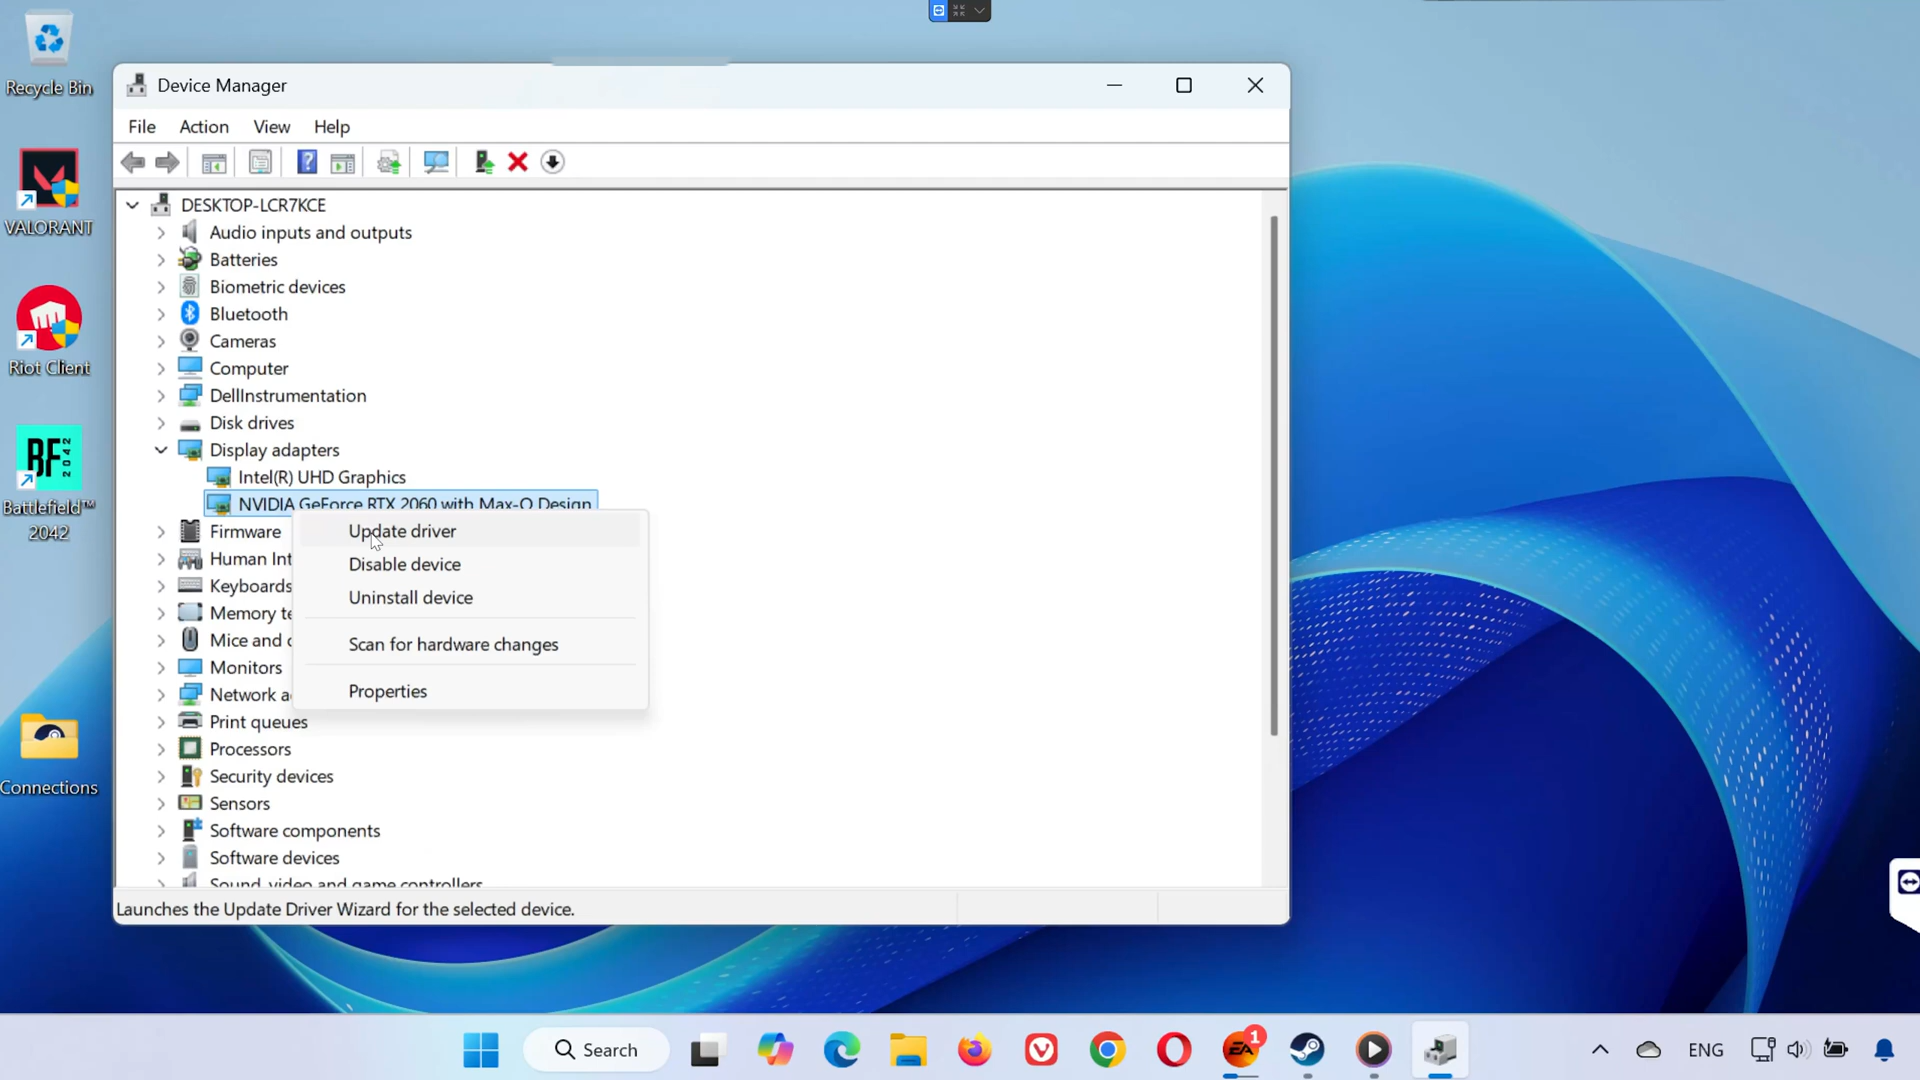 Recycle Bin
VALORANT
Riot Client
BF
2042
Battlefield™
2042
Connections
Device Manager
File Action View Help
DESKTOP-LCR7KCE
Audio inputs and outputs
Batteries
Biometric devices
Bluetooth
Cameras
Computer
DellInstrumentation
Disk drives
Display adapters
Intel(R) UHD Graphics
NVIDIA GeForce RTX 2060 with Max-Q Design
Firmware
Human Int
Keyboards
Memory te
Mice and o
Monitors
Network a
Print queues
Processors
Security devices
Sensors
Software components
Software devices
Sound, video and game controllers
Update driver
Disable device
Uninstall device
Scan for hardware changes
Properties
Launches the Update Driver Wizard for the selected device.
Search
EA
1
ENG